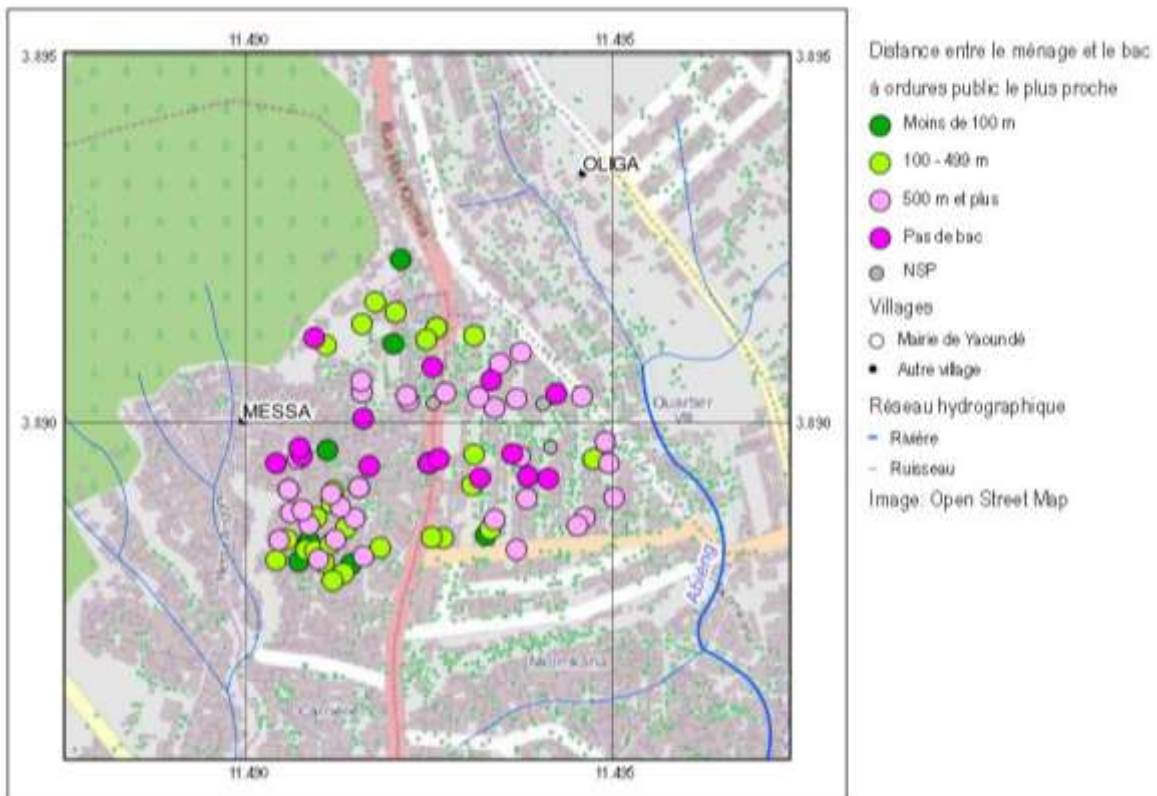 11.490 11.495
3.895 3.895
OLIGA
MESSA
Quartier
VII
3.890 3.890
Abiéng
11.490 11.495
Distance entre le ménage et le bac
à ordures public le plus proche
Moins de 100 m
100 - 499 m
500 m et plus
Pas de bac
NSP
Villages
Mairie de Yaoundé
Autre village
Réseau hydrographique
Rivière
Ruisseau
Image: Open Street Map